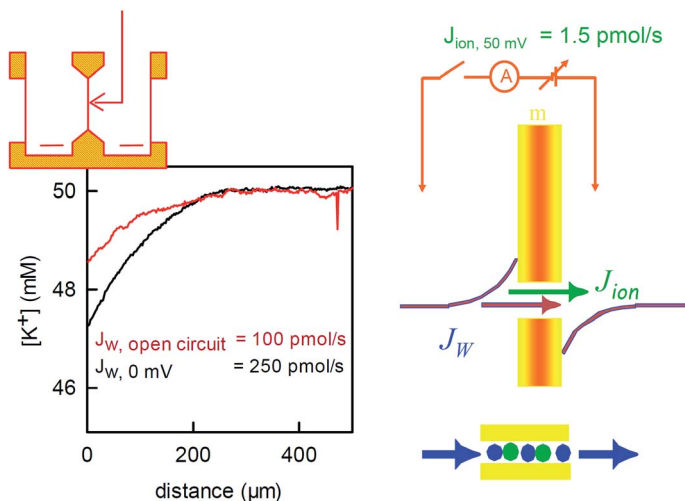 J_ion, 50 mV = 1.5 pmol/s
A
m
50
48
46
[K+] (mM)
J_W, open circuit = 100 pmol/s
J_W, 0 mV = 250 pmol/s
0 200 400
distance (µm)
J_ion
J_W